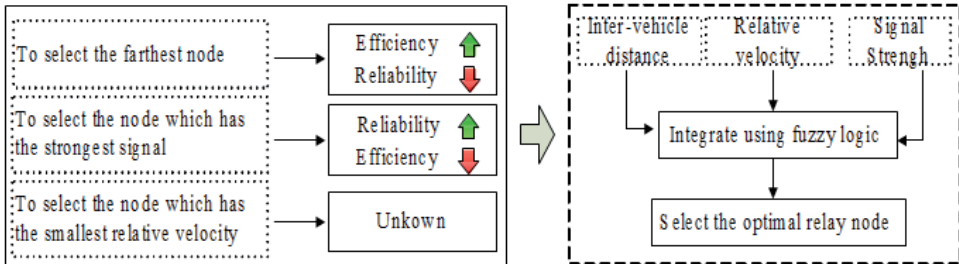 To select the farthest node
Efficiency
Reliability
To select the node which has
the strongest signal
Reliability
Efficiency
To select the node which has
the smallest relative velocity
Unkown
Inter-vehicle
distance
Relative
velocity
Signal
Strengh
Integrate using fuzzy logic
Select the optimal relay node